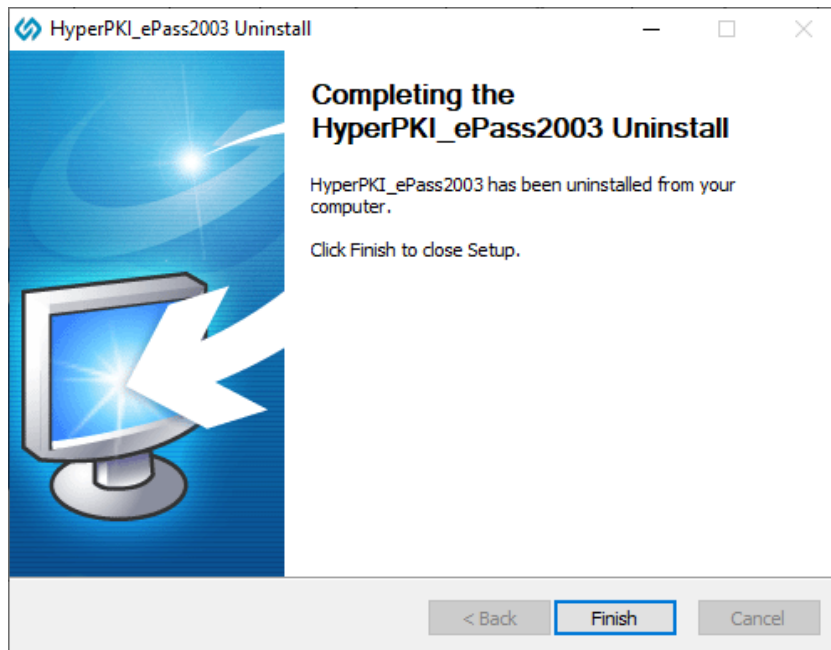 HyperPKI_ePass2003 Uninstall
Completing the
HyperPKI_ePass2003 Uninstall
HyperPKI_ePass2003 has been uninstalled from your
computer.
Click Finish to close Setup.
< Back
Finish
Cancel